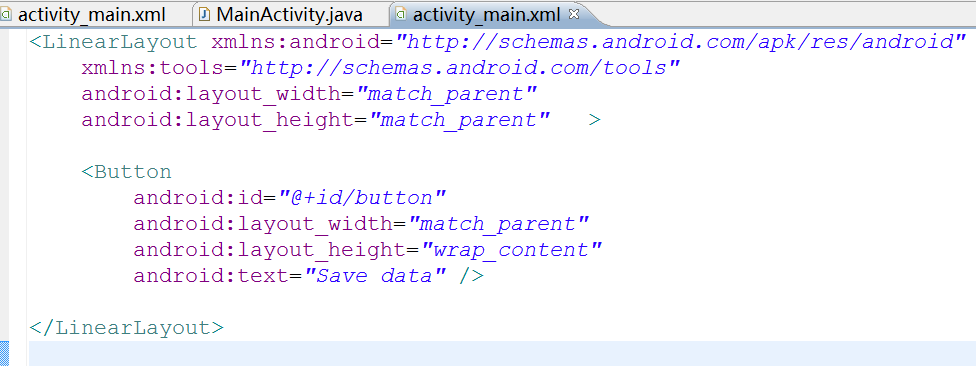 activity_main.xml MainActivity.java activity_main.xml
<LinearLayout xmlns:android="http://schemas.android.com/apk/res/android"
    xmlns:tools="http://schemas.android.com/tools"
    android:layout_width="match_parent"
    android:layout_height="match_parent"   >
    <Button
        android:id="@+id/button"
        android:layout_width="match_parent"
        android:layout_height="wrap_content"
        android:text="Save data" />
</LinearLayout>